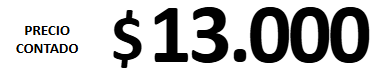 PRECIO
CONTADO
$ 13.000